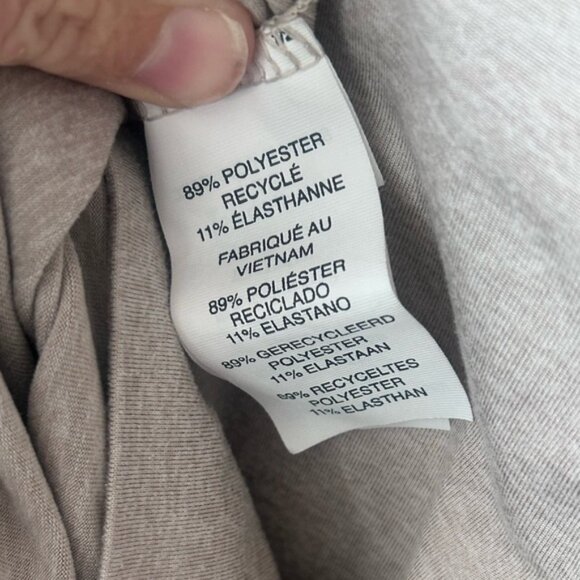 89% POLYESTER
RECYCLÉ
11% ÉLASTHANNE
FABRIQUÉ AU
VIETNAM
89% POLIÉSTER
RECICLADO
11% ELASTANO
89% GERECYCLEERD
POLYESTER
11% ELASTAAN
89% RECYCELTES
POLYESTER
11% ELASTHAN